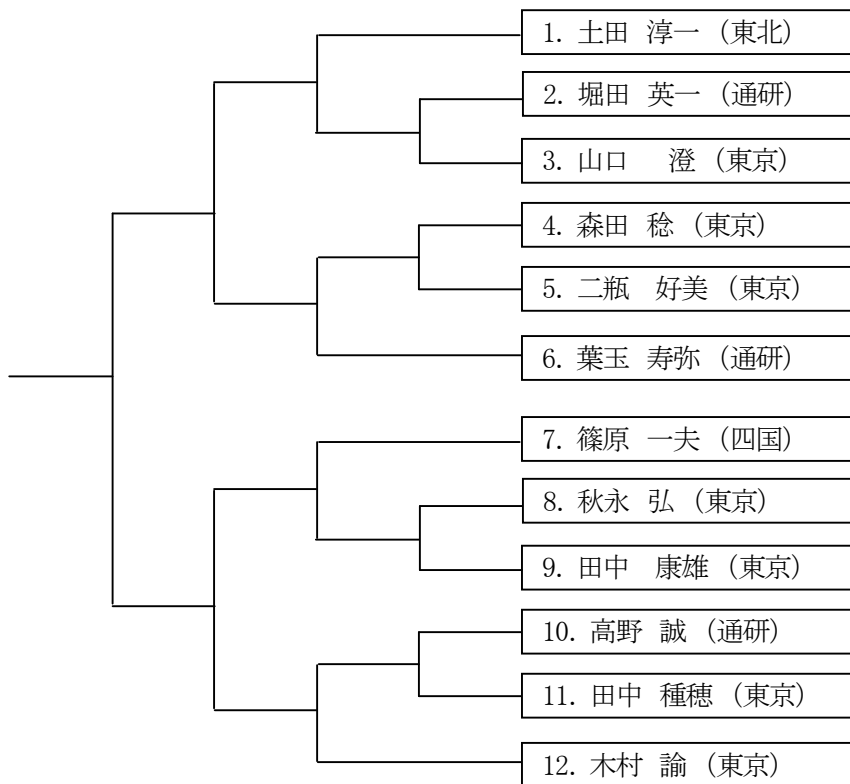 1. 土田 淳一 (東北)
2. 堀田 英一 (通研)
3. 山口 澄 (東京)
4. 森田 稔 (東京)
5. 二瓶 好美 (東京)
6. 葉玉 寿弥 (通研)
7. 篠原 一夫 (四国)
8. 秋永 弘 (東京)
9. 田中 康雄 (東京)
10. 高野 誠 (通研)
11. 田中 種穂 (東京)
12. 木村 諭 (東京)